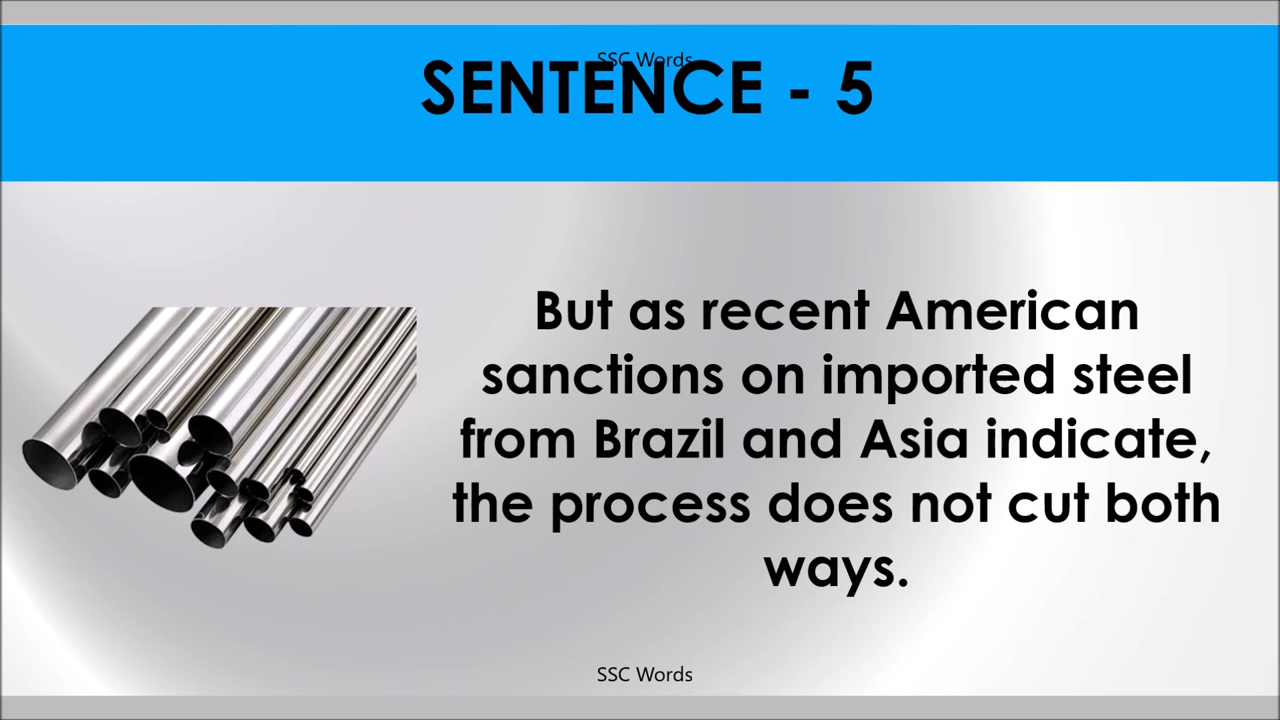 SSC Words
SENTENCE - 5
But as recent American
sanctions on imported steel
from Brazil and Asia indicate,
the process does not cut both
ways.
SSC Words